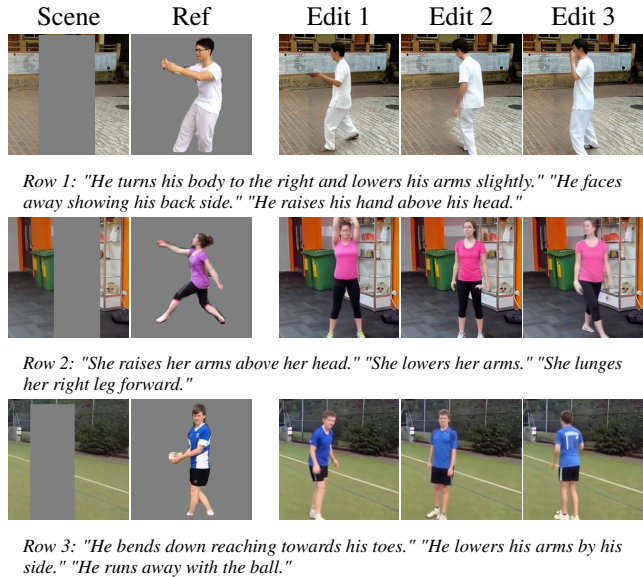 Scene Ref Edit 1 Edit 2 Edit 3
Row 1: "He turns his body to the right and lowers his arms slightly." "He faces
away showing his back side." "He raises his hand above his head."
Row 2: "She raises her arms above her head." "She lowers her arms." "She lunges
her right leg forward."
Row 3: "He bends down reaching towards his toes." "He lowers his arms by his
side." "He runs away with the ball."